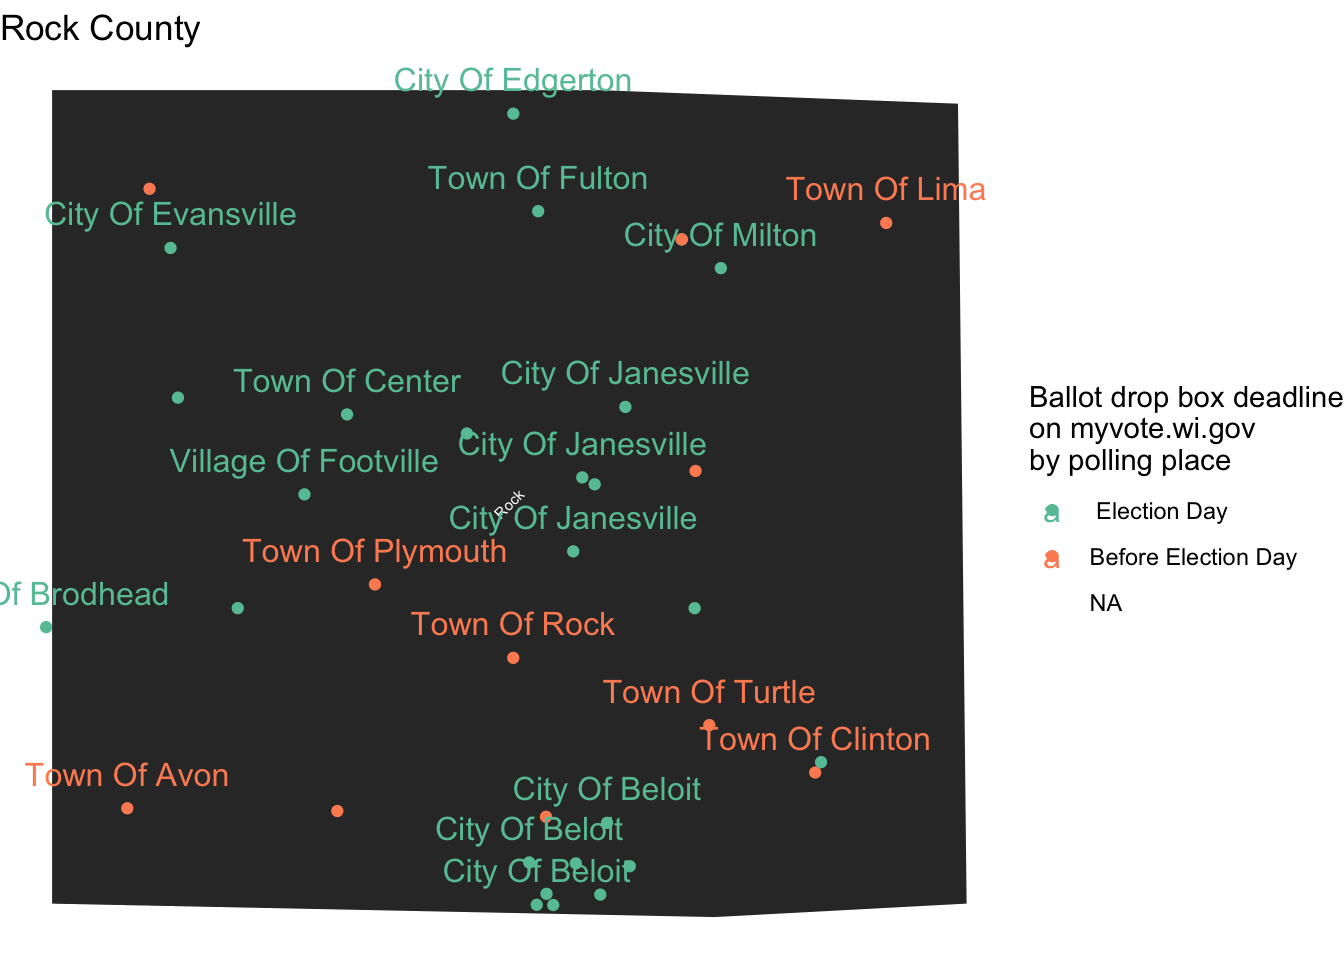 Rock County
City Of Edgerton
Town Of Fulton
Town Of Lima
City Of Evansville
City Of Milton
Town Of Center
City Of Janesville
City Of Janesville
Village Of Footville
Rock
City Of Janesville
Town Of Plymouth
Of Brodhead
Town Of Rock
Town Of Turtle
Town Of Clinton
Town Of Avon
City Of Beloit
City Of Beloit
City Of Beloit
Ballot drop box deadline
on myvote.wi.gov
by polling place
a Election Day
a Before Election Day
NA